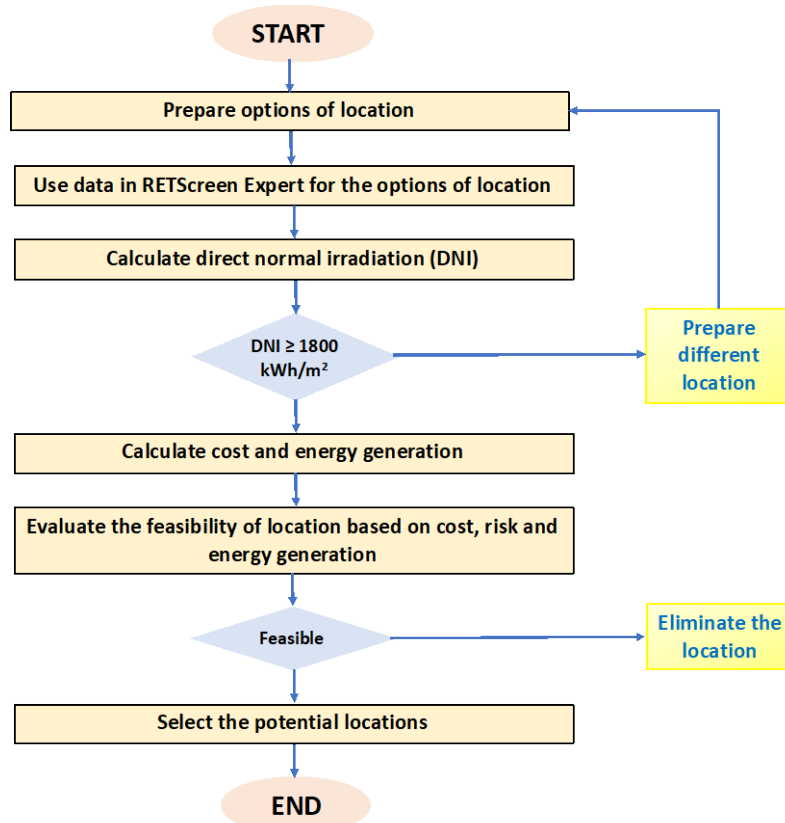 START
Prepare options of location
Use data in RETScreen Expert for the options of location
Calculate direct normal irradiation (DNI)
DNI ≥ 1800
kWh/m²
Prepare
different
location
Calculate cost and energy generation
Evaluate the feasibility of location based on cost, risk and
energy generation
Feasible
Eliminate the
location
Select the potential locations
END